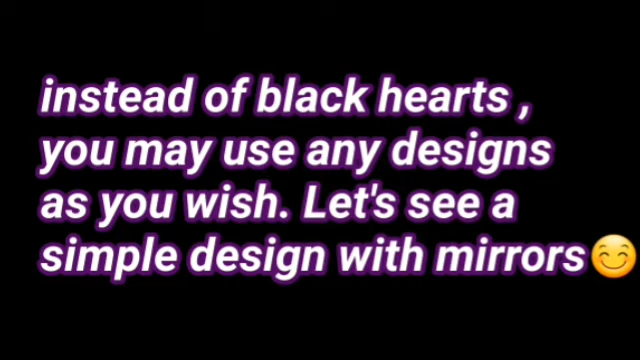 instead of black hearts ,
you may use any designs
as you wish. Let's see a
simple design with mirrors😊